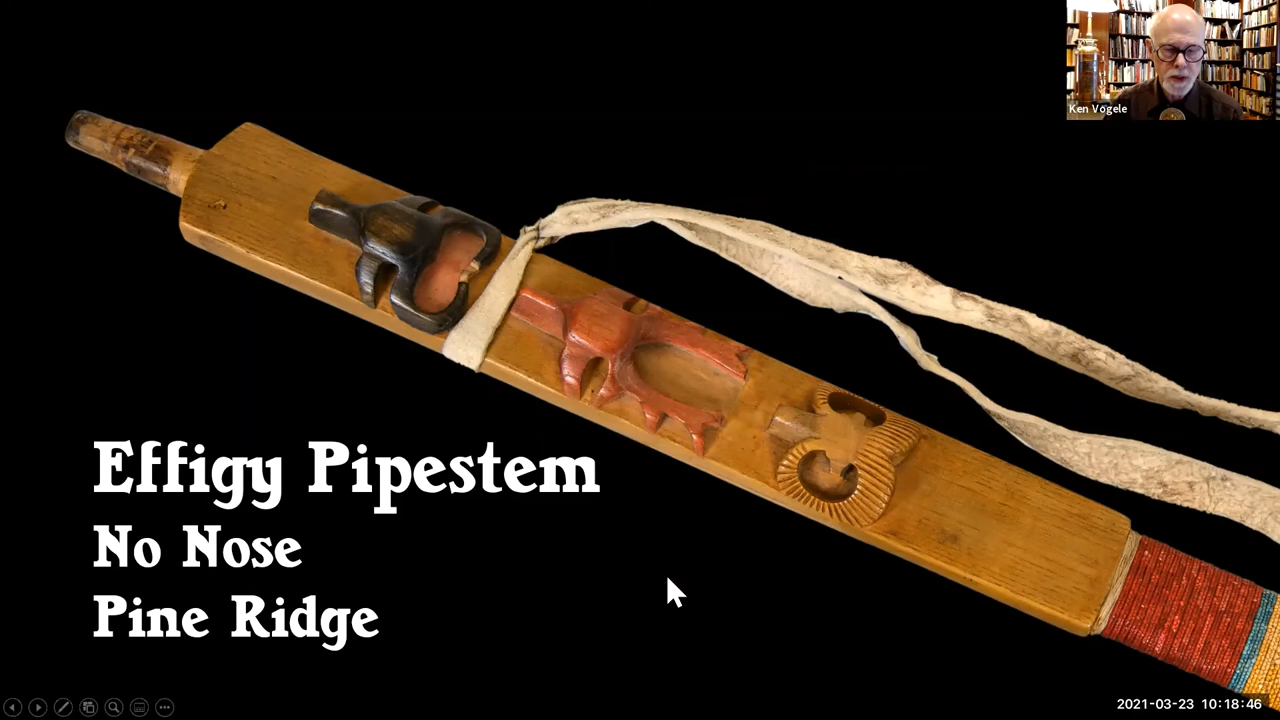 Ken Vogele
Effigy Pipestem
No Nose
Pine Ridge
2021-03-23 10:18:46